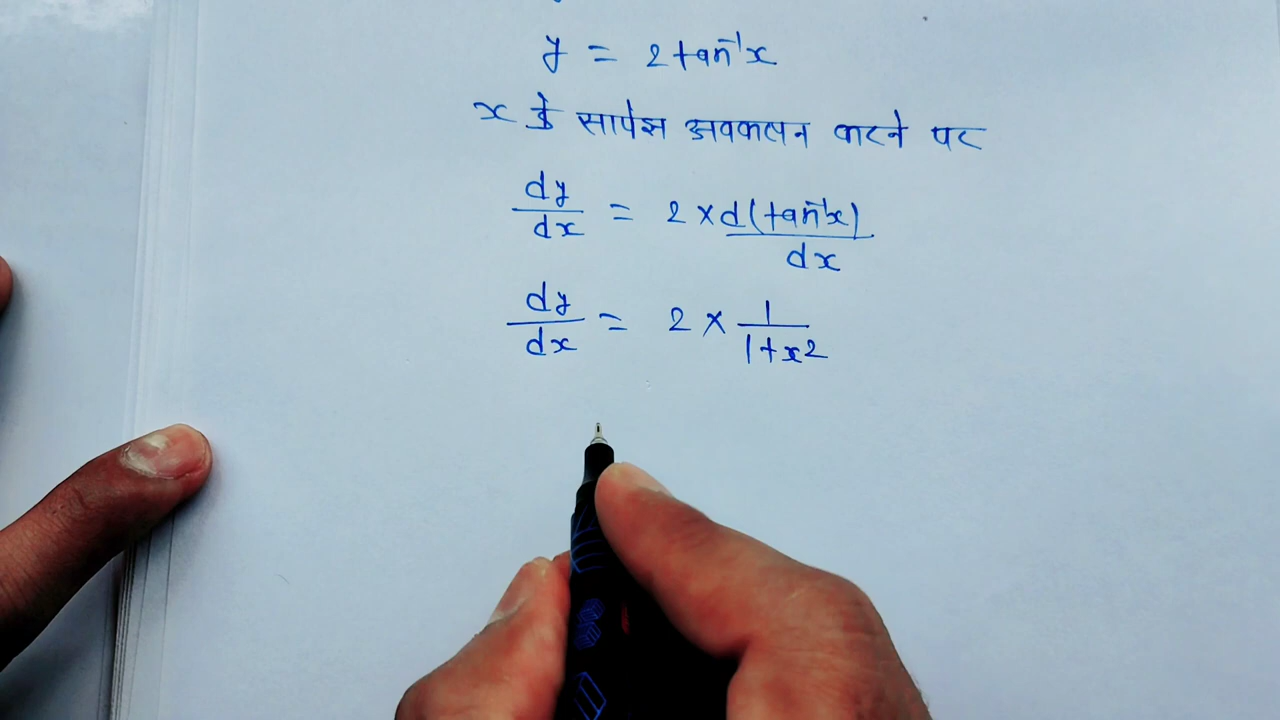 y = 2tan⁻¹x
x के सापेक्ष अवकलन करने पर
dy/dx = 2 × d(tan⁻¹x)/dx
dy/dx = 2 × 1/1+x2